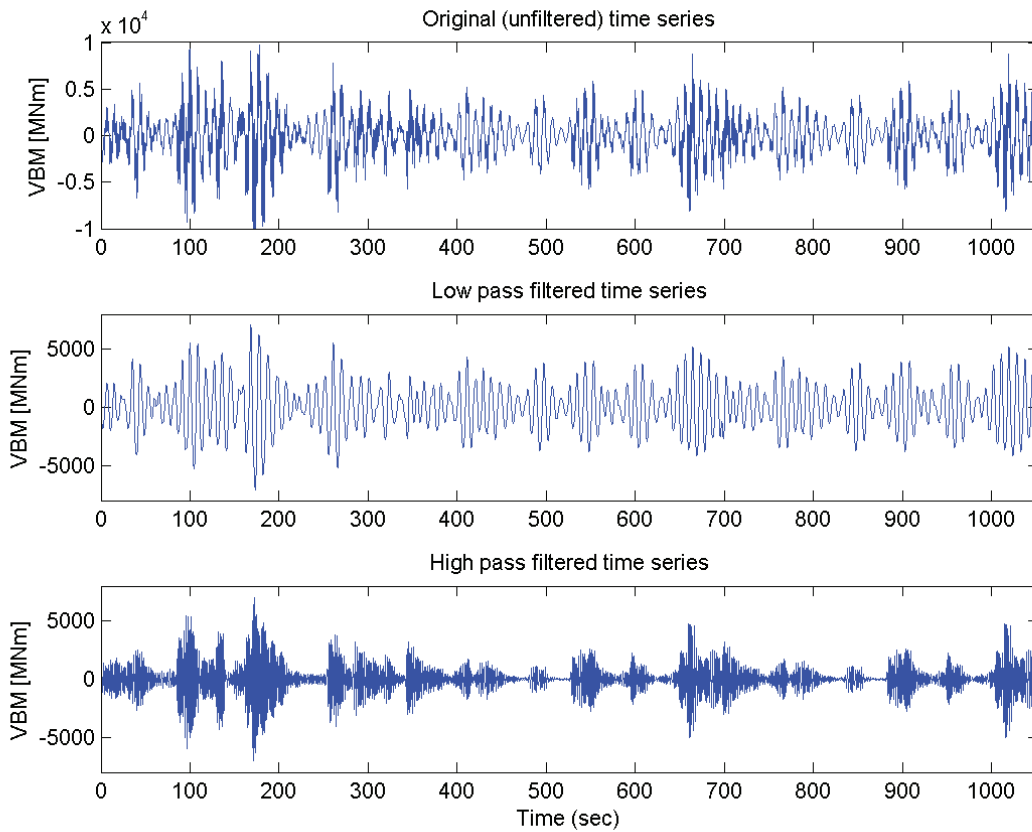 Original (unfiltered) time series
x 10^4
1
0.5
0
-0.5
-1
VBM [MNm]
0 100 200 300 400 500 600 700 800 900 1000
Low pass filtered time series
5000
0
-5000
VBM [MNm]
0 100 200 300 400 500 600 700 800 900 1000
High pass filtered time series
5000
0
-5000
VBM [MNm]
0 100 200 300 400 500 600 700 800 900 1000
Time (sec)